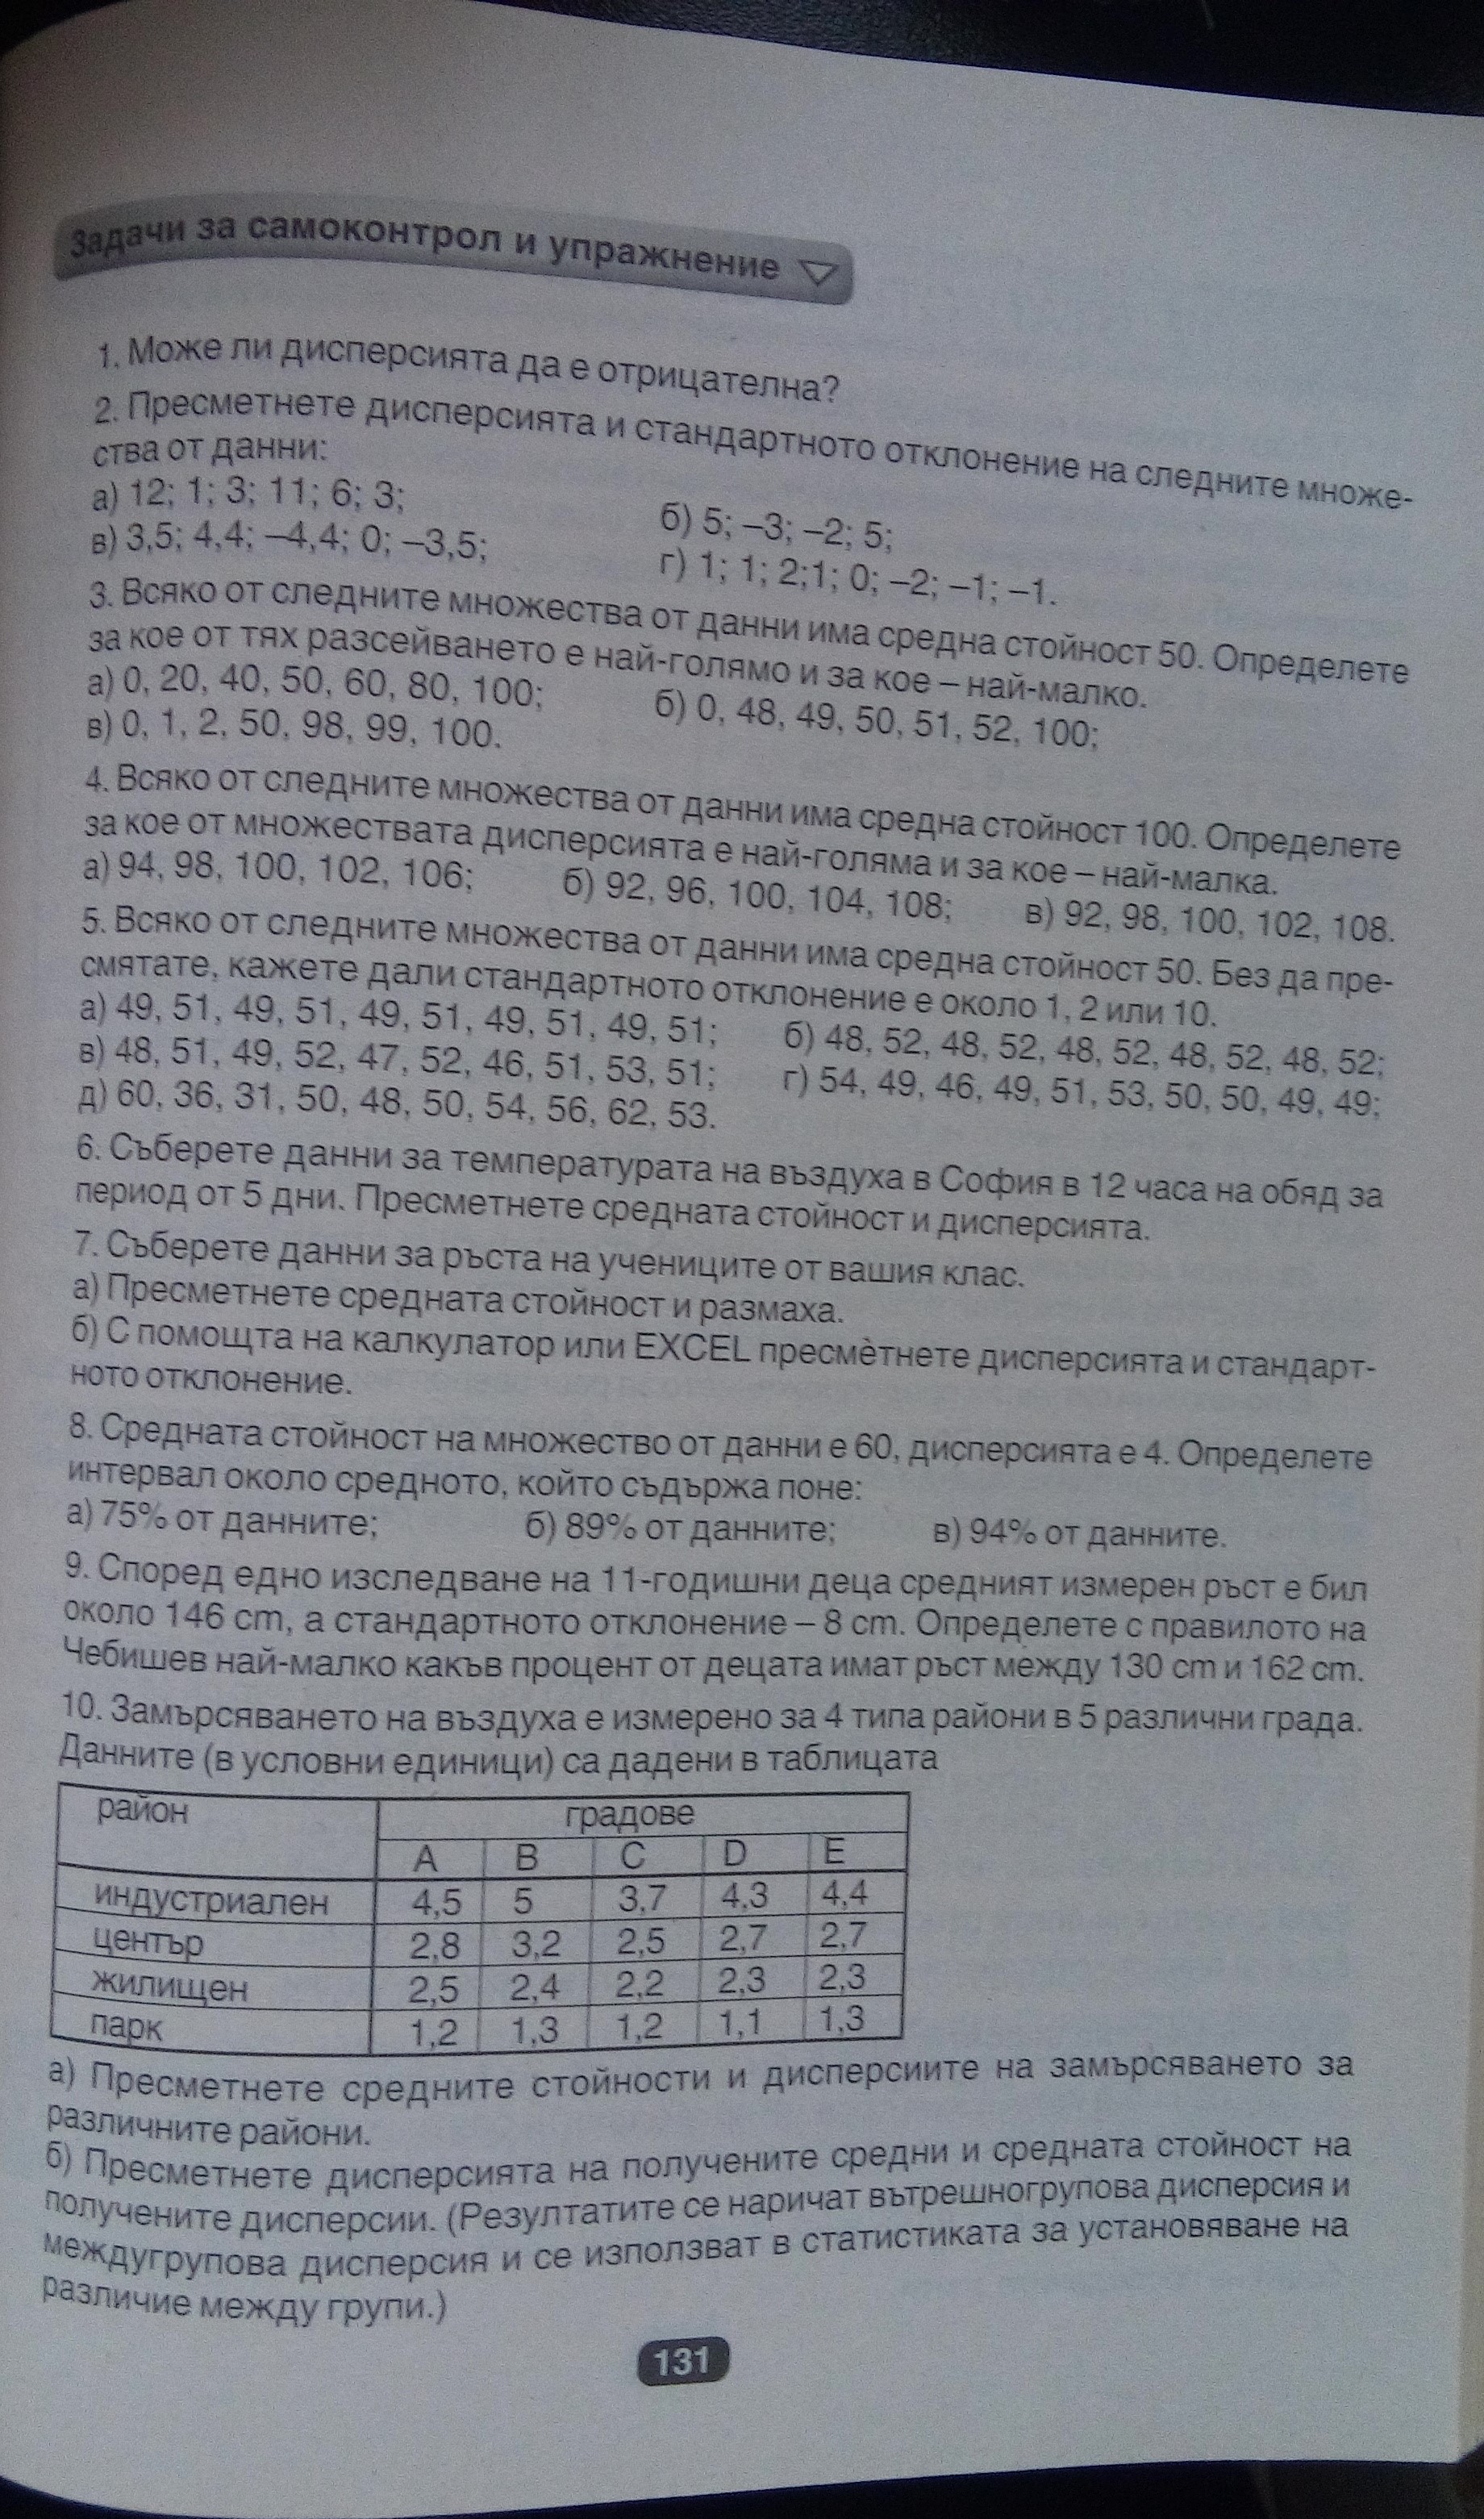 Задачи за самоконтрол и упражнение
1. Може ли дисперсията да е отрицателна?
2. Пресметнете дисперсията и стандартното отклонение на следните множе-
ства от данни:
а) 12; 1; 3; 11; 6; 3; б) 5; –3; –2; 5;
в) 3,5; 4,4; –4,4; 0; –3,5; г) 1; 1; 2;1; 0; –2; –1; –1.
3. Всяко от следните множества от данни има средна стойност 50. Определете
за кое от тях разсейването е най-голямо и за кое – най-малко.
а) 0, 20, 40, 50, 60, 80, 100; б) 0, 48, 49, 50, 51, 52, 100;
в) 0, 1, 2, 50, 98, 99, 100.
4. Всяко от следните множества от данни има средна стойност 100. Определете
за кое от множествата дисперсията е най-голяма и за кое – най-малка.
а) 94, 98, 100, 102, 106; б) 92, 96, 100, 104, 108; в) 92, 98, 100, 102, 108.
5. Всяко от следните множества от данни има средна стойност 50. Без да пре-
смятате, кажете дали стандартното отклонение е около 1, 2 или 10.
а) 49, 51, 49, 51, 49, 51, 49, 51, 49, 51; б) 48, 52, 48, 52, 48, 52, 48, 52, 48, 52;
в) 48, 51, 49, 52, 47, 52, 46, 51, 53, 51; г) 54, 49, 46, 49, 51, 53, 50, 50, 49, 49;
д) 60, 36, 31, 50, 48, 50, 54, 56, 62, 53.
6. Съберете данни за температурата на въздуха в София в 12 часа на обяд за
период от 5 дни. Пресметнете средната стойност и дисперсията.
7. Съберете данни за ръста на учениците от вашия клас.
а) Пресметнете средната стойност и размаха.
б) С помощта на калкулатор или EXCEL пресмѐтнете дисперсията и стандарт-
ното отклонение.
8. Средната стойност на множество от данни е 60, дисперсията е 4. Определете
интервал около средното, който съдържа поне:
а) 75% от данните; б) 89% от данните; в) 94% от данните.
9. Според едно изследване на 11-годишни деца средният измерен ръст е бил
около 146 cm, а стандартното отклонение – 8 cm. Определете с правилото на
Чебишев най-малко какъв процент от децата имат ръст между 130 cm и 162 cm.
10. Замърсяването на въздуха е измерено за 4 типа райони в 5 различни града.
Данните (в условни единици) са дадени в таблицата
район градове
A B C D E
индустриален 4,5 5 3,7 4,3 4,4
център 2,8 3,2 2,5 2,7 2,7
жилищен 2,5 2,4 2,2 2,3 2,3
парк 1,2 1,3 1,2 1,1 1,3
а) Пресметнете средните стойности и дисперсиите на замърсяването за
различните райони.
б) Пресметнете дисперсията на получените средни и средната стойност на
получените дисперсии. (Резултатите се наричат вътрешногрупова дисперсия и
междугрупова дисперсия и се използват в статистиката за установяване на
различие между групи.)
131